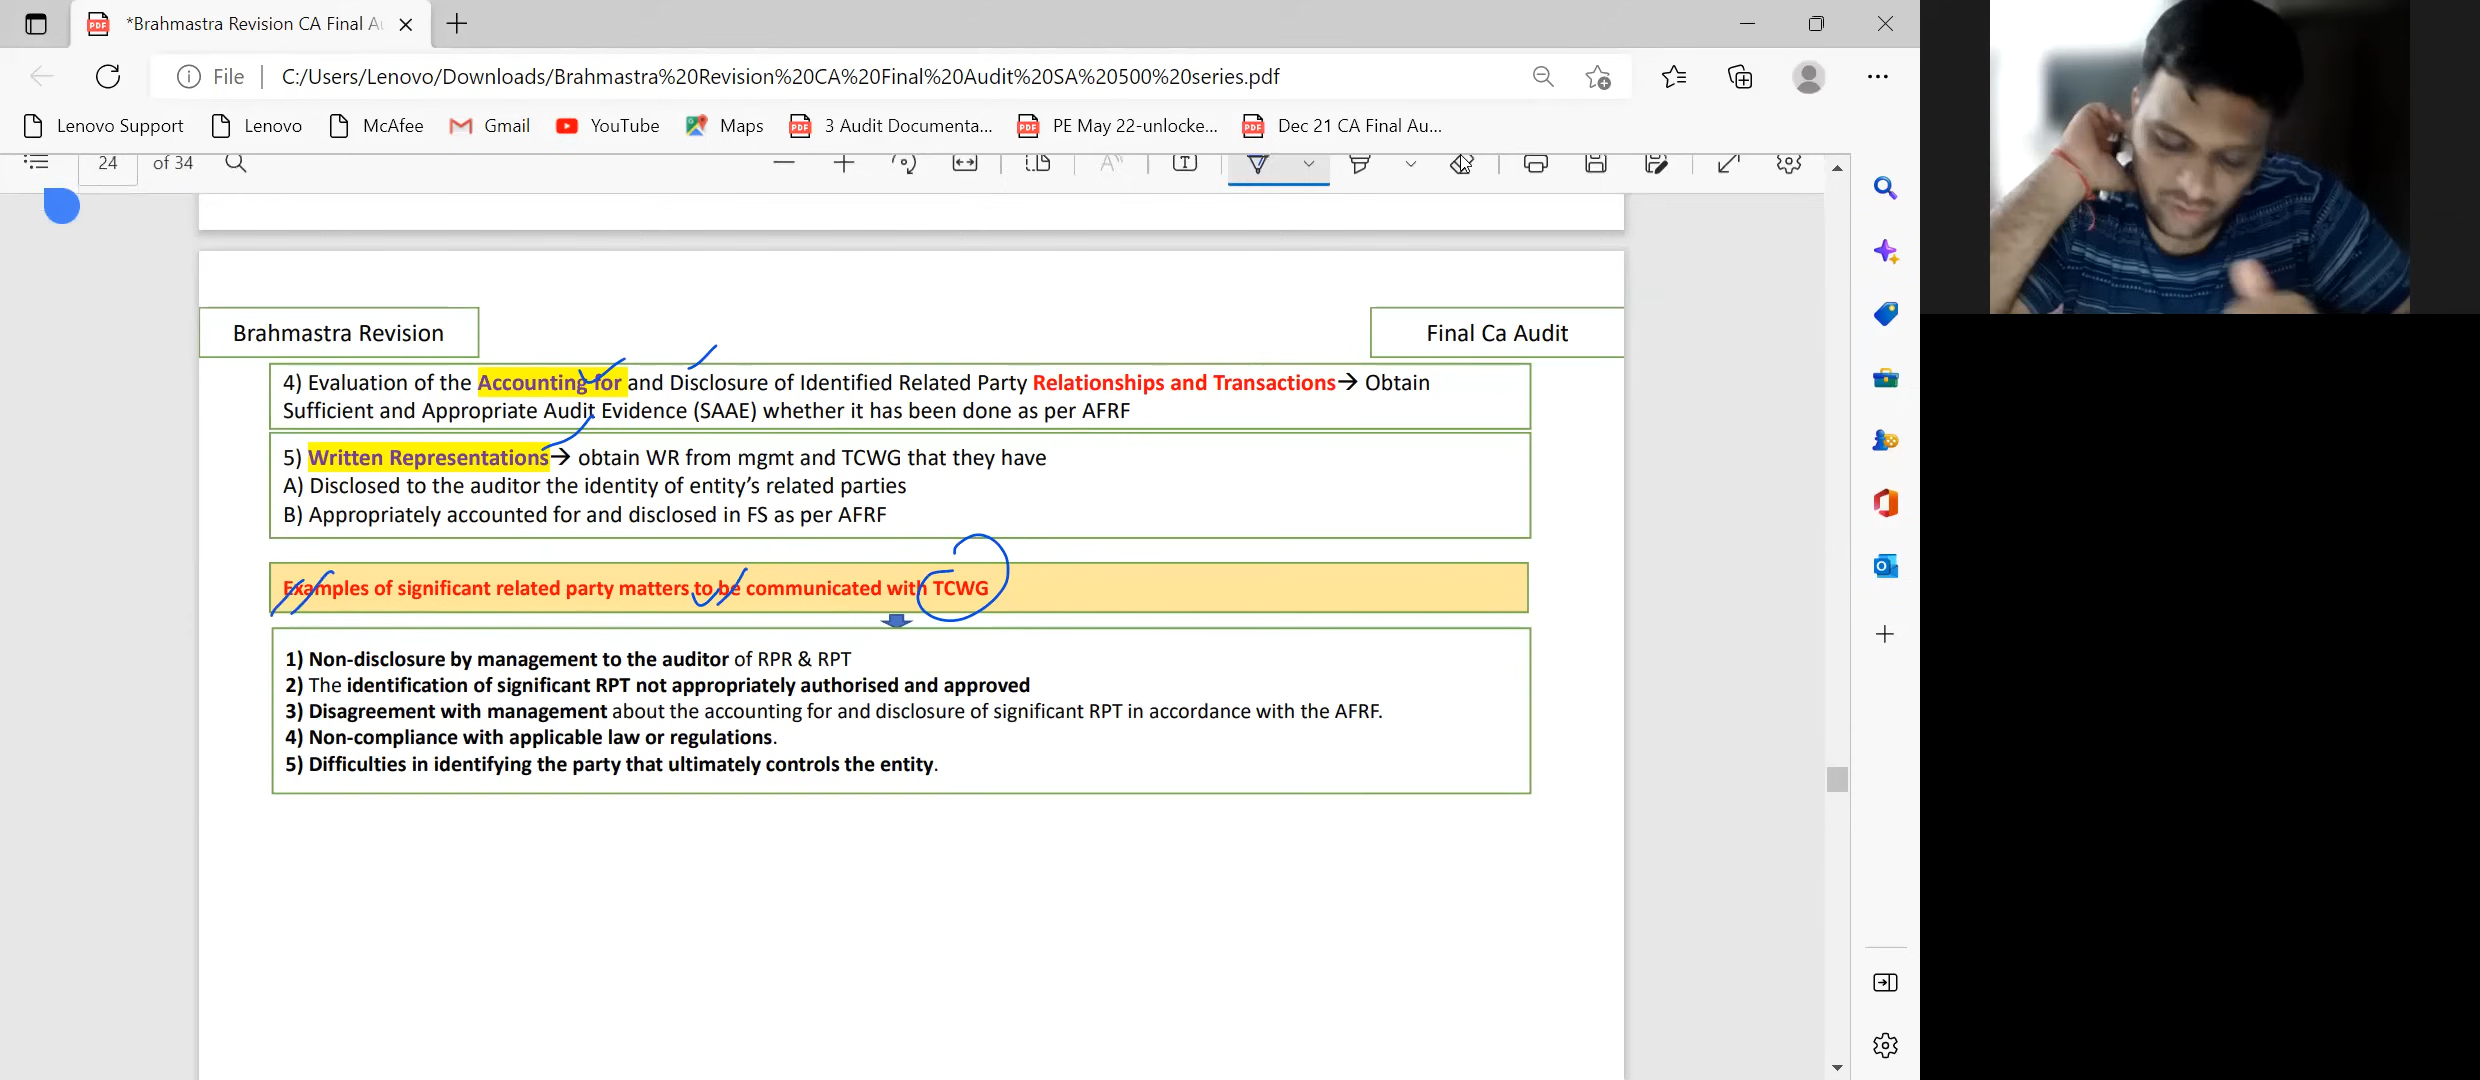 *Brahmastra Revision CA Final Au
File
C:/Users/Lenovo/Downloads/Brahmastra%20Revision%20CA%20Final%20Audit%20SA%20500%20series.pdf
Lenovo Support
Lenovo
McAfee
Gmail
YouTube
Maps
3 Audit Documenta...
PE May 22-unlocke...
Dec 21 CA Final Au...
24 of 34
Brahmastra Revision
Final Ca Audit
4) Evaluation of the Accounting for and Disclosure of Identified Related Party Relationships and Transactions→ Obtain
Sufficient and Appropriate Audit Evidence (SAAE) whether it has been done as per AFRF
5) Written Representations→ obtain WR from mgmt and TCWG that they have
A) Disclosed to the auditor the identity of entity’s related parties
B) Appropriately accounted for and disclosed in FS as per AFRF
Examples of significant related party matters to be communicated with TCWG
1) Non-disclosure by management to the auditor of RPR & RPT
2) The identification of significant RPT not appropriately authorised and approved
3) Disagreement with management about the accounting for and disclosure of significant RPT in accordance with the AFRF.
4) Non-compliance with applicable law or regulations.
5) Difficulties in identifying the party that ultimately controls the entity.